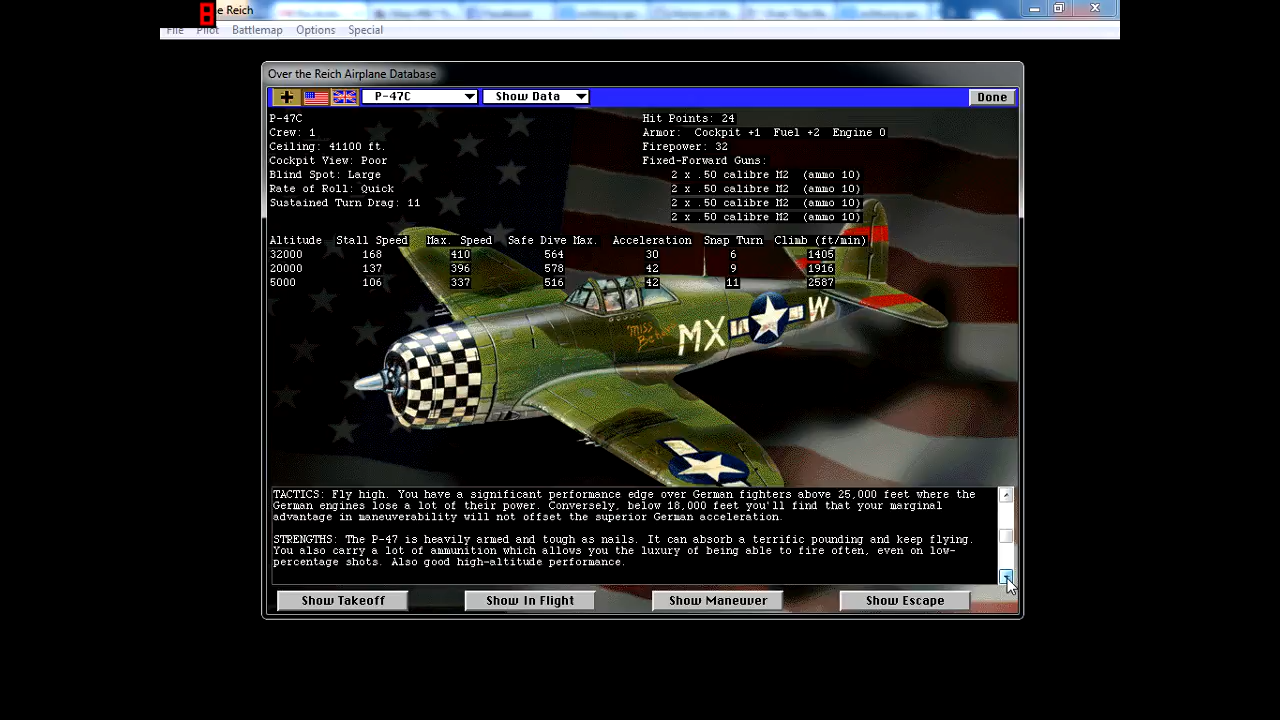 B e Reich
File Pilot Battlemap Options Special
Over the Reich Airplane Database
P-47C Show Data Done
P-47C
Crew: 1
Ceiling: 41100 ft.
Cockpit View: Poor
Blind Spot: Large
Rate of Roll: Quick
Sustained Turn Drag: 11
Hit Points: 24
Armor: Cockpit +1 Fuel +2 Engine 0
Firepower: 32
Fixed-Forward Guns:
2 x .50 calibre M2 (ammo 10)
2 x .50 calibre M2 (ammo 10)
2 x .50 calibre M2 (ammo 10)
2 x .50 calibre M2 (ammo 10)
Altitude Stall Speed Max. Speed Safe Dive Max. Acceleration Snap Turn Climb (ft/min)
32000 168 410 564 30 6 1405
20000 137 396 578 42 9 1916
5000 106 337 516 42 11 2587
Miss
MX W
TACTICS: Fly high. You have a significant performance edge over German fighters above 25,000 feet where the
German engines lose a lot of their power. Conversely, below 18,000 feet you'll find that your marginal
advantage in maneuverability will not offset the superior German acceleration.
STRENGTHS: The P-47 is heavily armed and tough as nails. It can absorb a terrific pounding and keep flying.
You also carry a lot of ammunition which allows you the luxury of being able to fire often, even on low-
percentage shots. Also good high-altitude performance.
Show Takeoff Show In Flight Show Maneuver Show Escape